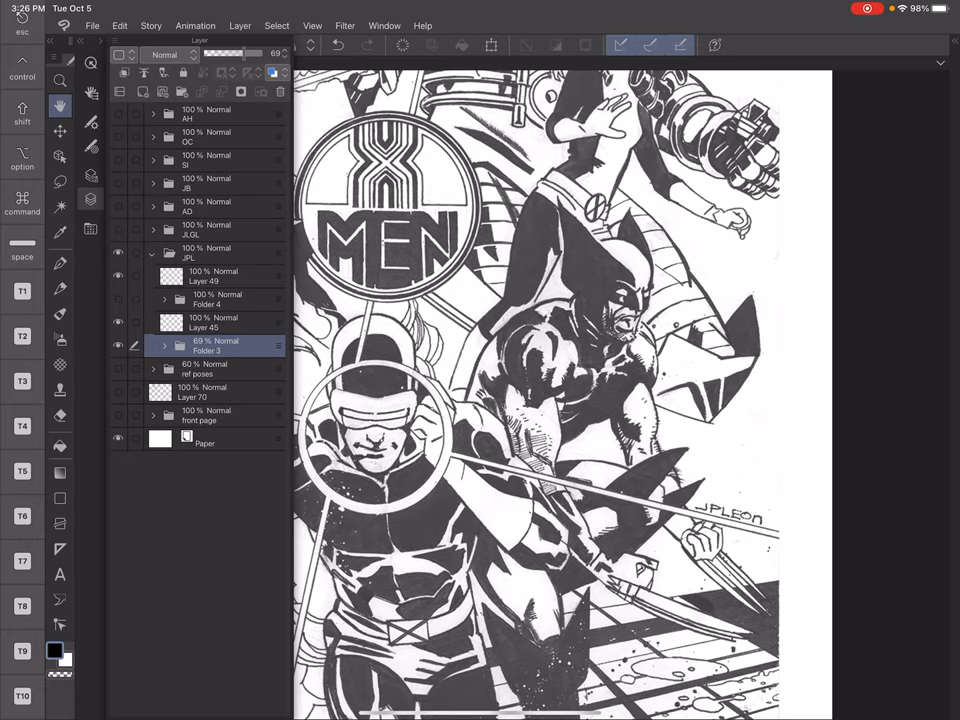 3:26 PM Tue Oct 5
98%
esc
File Edit Story Animation Layer Select View Filter Window Help
Layer
Normal 69
control
shift
option
command
space
T1
T2
T3
T4
T5
T6
T7
T8
T9
T10
A
100 % Normal
AH
100 % Normal
OC
100 % Normal
SI
100 % Normal
JB
100 % Normal
AD
100 % Normal
JLGL
100 % Normal
JPL
100 % Normal
Layer 49
100 % Normal
Folder 4
100 % Normal
Layer 45
69 % Normal
Folder 3
60 % Normal
ref poses
100 % Normal
Layer 70
100 % Normal
front page
Paper
X
MEN
JPLEON